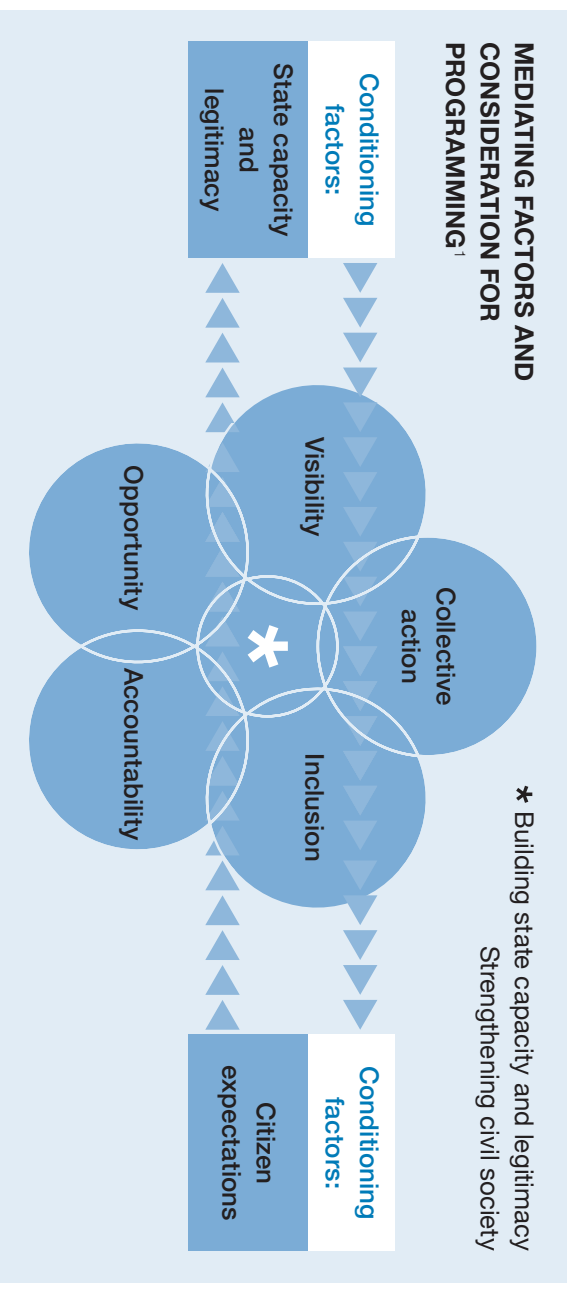 MEDIATING FACTORS AND
CONSIDERATION FOR
PROGRAMMING¹
* Building state capacity and legitimacy
Strengthening civil society
Conditioning
factors:
State capacity
and
legitimacy
Collective
action
Visibility
*
Inclusion
Opportunity
Accountability
Conditioning
factors:
Citizen
expectations